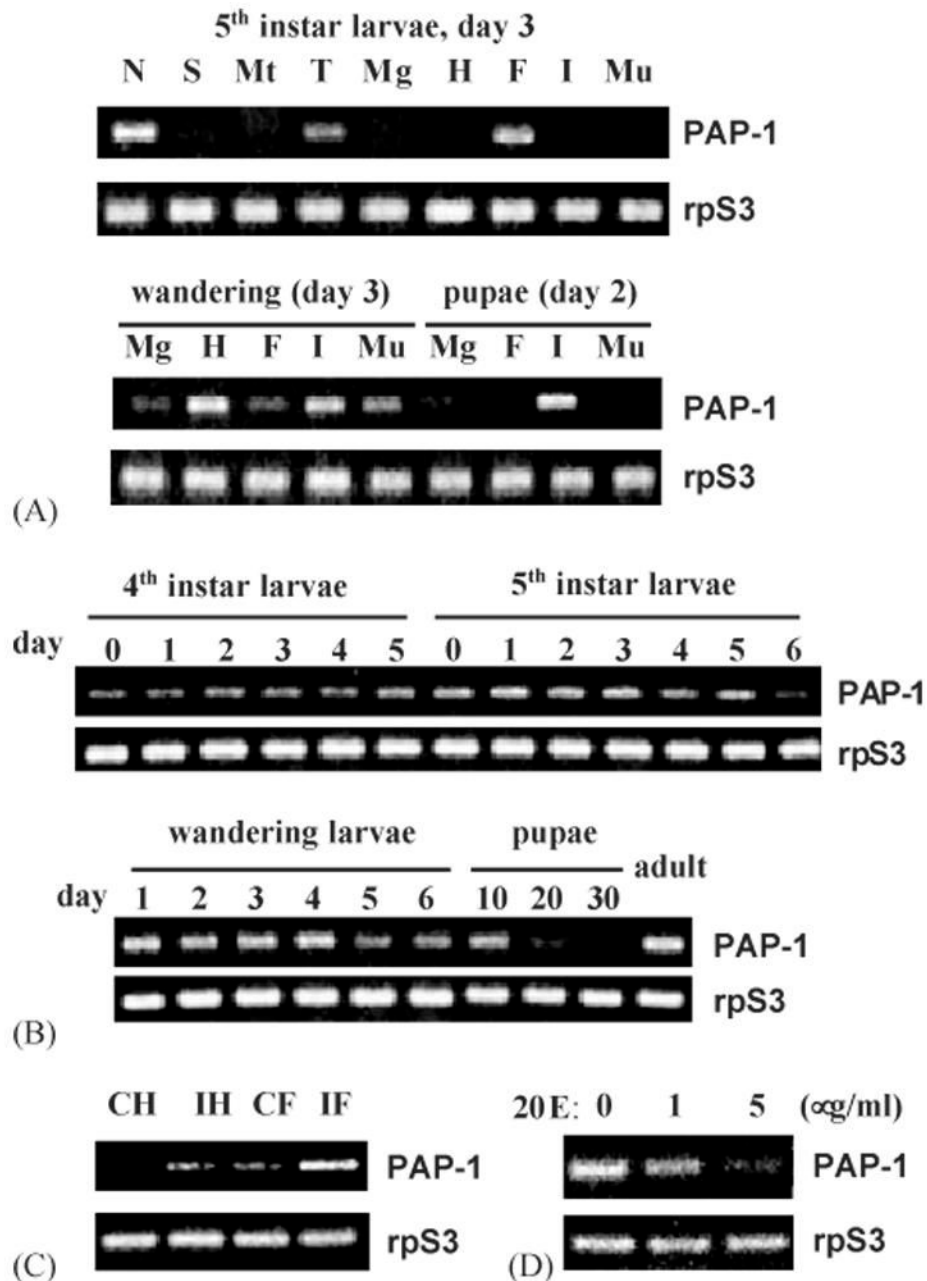 5th instar larvae, day 3
N S Mt T Mg H F I Mu
PAP-1
rpS3
wandering (day 3) pupae (day 2)
Mg H F I Mu Mg F I Mu
PAP-1
rpS3
(A)
4th instar larvae 5th instar larvae
day 0 1 2 3 4 5 0 1 2 3 4 5 6
PAP-1
rpS3
wandering larvae pupae adult
day 1 2 3 4 5 6 10 20 30
PAP-1
rpS3
(B)
CH IH CF IF
PAP-1
rpS3
(C)
20E: 0 1 5 (∝g/ml)
PAP-1
rpS3
(D)